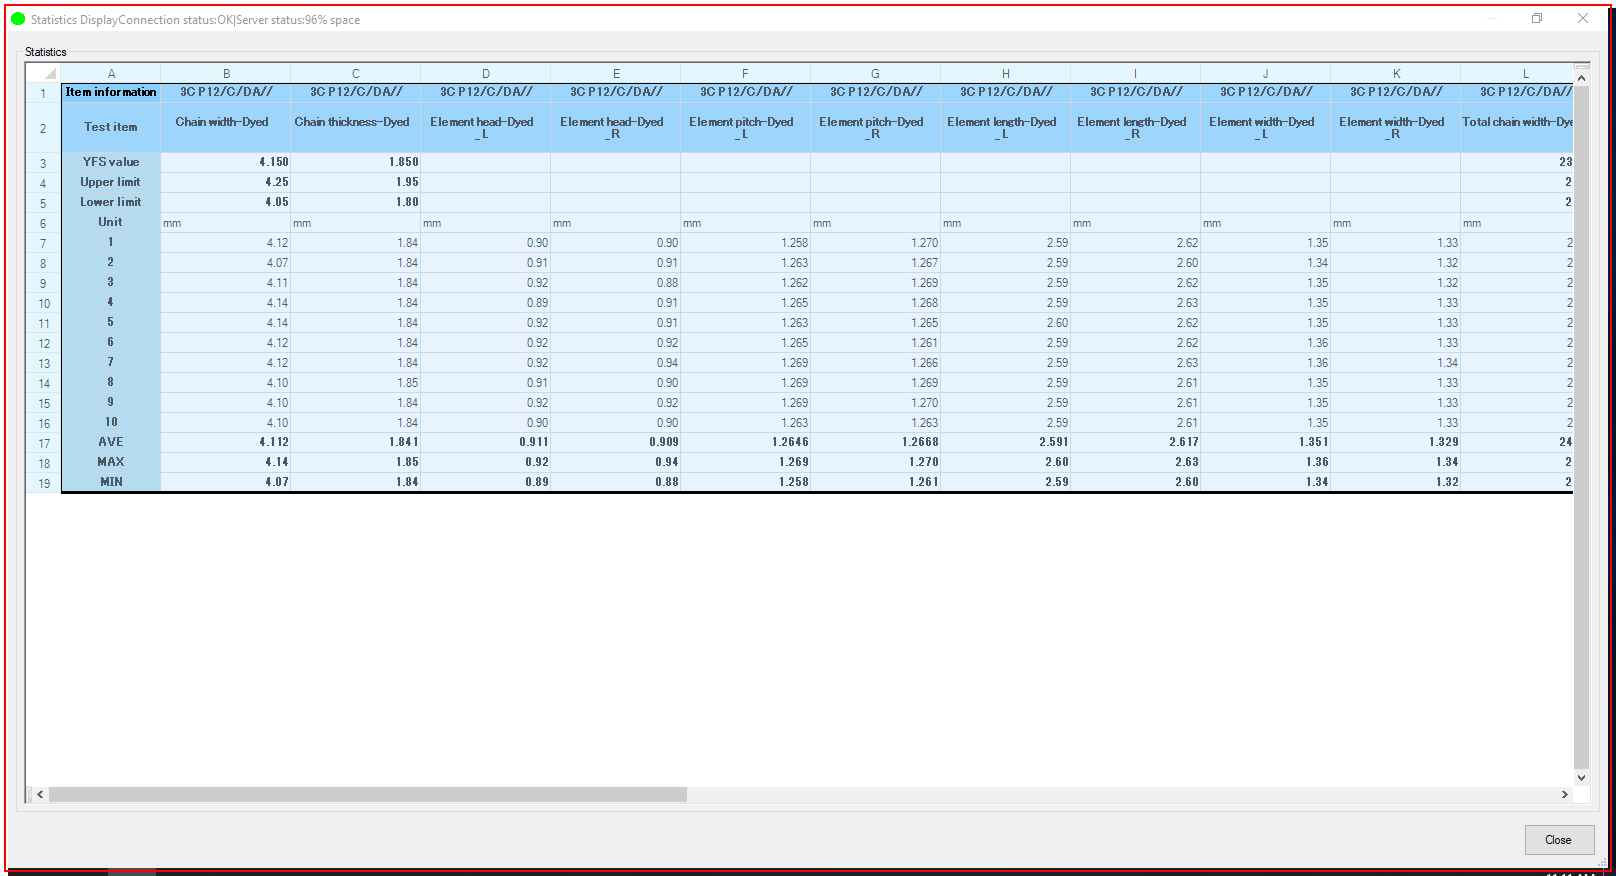 Statistics DisplayConnection status:OK|Server status:96% space
Statistics
A B C D E F G H I J K L
1 Item information 3C P12/C/DA// 3C P12/C/DA// 3C P12/C/DA// 3C P12/C/DA// 3C P12/C/DA// 3C P12/C/DA// 3C P12/C/DA// 3C P12/C/DA// 3C P12/C/DA// 3C P12/C/DA// 3C P12/C/DA//
2 Test item Chain width-Dyed Chain thickness-Dyed Element head-Dyed _L Element head-Dyed _R Element pitch-Dyed _L Element pitch-Dyed _R Element length-Dyed _L Element length-Dyed _R Element width-Dyed _L Element width-Dyed _R Total chain width-Dye
3 YFS value 4.150 1.850 23
4 Upper limit 4.25 1.95 2
5 Lower limit 4.05 1.80 2
6 Unit mm mm mm mm mm mm mm mm mm mm mm
7 1 4.12 1.84 0.90 0.90 1.258 1.270 2.59 2.62 1.35 1.33 2
8 2 4.07 1.84 0.91 0.91 1.263 1.267 2.59 2.60 1.34 1.32 2
9 3 4.11 1.84 0.92 0.88 1.262 1.269 2.59 2.62 1.35 1.32 2
10 4 4.14 1.84 0.89 0.91 1.265 1.268 2.59 2.63 1.35 1.33 2
11 5 4.14 1.84 0.92 0.91 1.263 1.265 2.60 2.62 1.35 1.33 2
12 6 4.12 1.84 0.92 0.92 1.265 1.261 2.59 2.62 1.36 1.33 2
13 7 4.12 1.84 0.92 0.94 1.269 1.266 2.59 2.63 1.36 1.34 2
14 8 4.10 1.85 0.91 0.90 1.269 1.269 2.59 2.61 1.35 1.33 2
15 9 4.10 1.84 0.92 0.92 1.269 1.270 2.59 2.61 1.35 1.33 2
16 10 4.10 1.84 0.90 0.90 1.263 1.263 2.59 2.61 1.35 1.33 2
17 AVE 4.112 1.841 0.911 0.909 1.2646 1.2668 2.591 2.617 1.351 1.329 24
18 MAX 4.14 1.85 0.92 0.94 1.269 1.270 2.60 2.63 1.36 1.34 2
19 MIN 4.07 1.84 0.89 0.88 1.258 1.261 2.59 2.60 1.34 1.32 2
Close